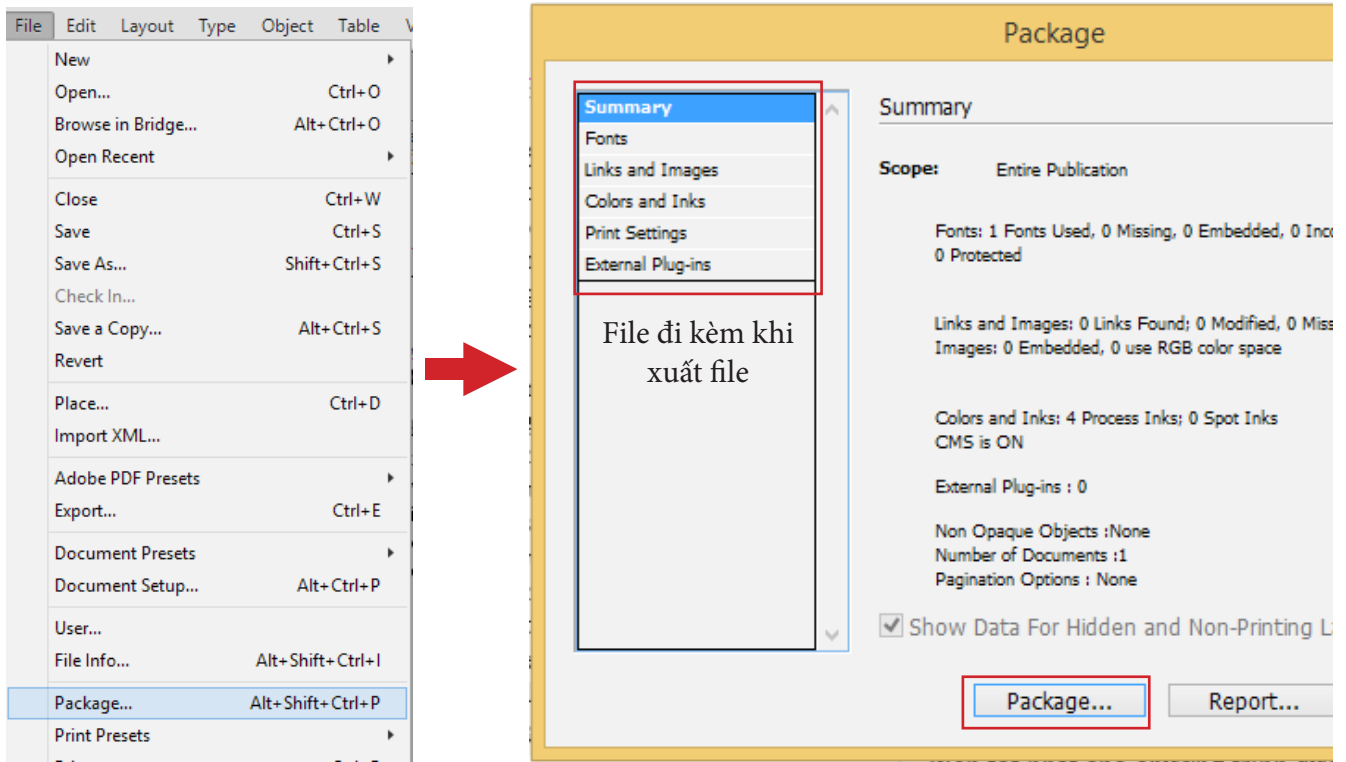 File Edit Layout Type Object Table
New
Open... Ctrl+O
Browse in Bridge... Alt+Ctrl+O
Open Recent
Close Ctrl+W
Save Ctrl+S
Save As... Shift+Ctrl+S
Check In...
Save a Copy... Alt+Ctrl+S
Revert
Place... Ctrl+D
Import XML...
Adobe PDF Presets
Export... Ctrl+E
Document Presets
Document Setup... Alt+Ctrl+P
User...
File Info... Alt+Shift+Ctrl+I
Package... Alt+Shift+Ctrl+P
Print Presets
Package
Summary
Fonts
Links and Images
Colors and Inks
Print Settings
External Plug-ins
File đi kèm khi
xuất file
Summary
Scope: Entire Publication
Fonts: 1 Fonts Used, 0 Missing, 0 Embedded, 0
0 Protected
Links and Images: 0 Links Found; 0 Modified, 0
Images: 0 Embedded, 0 use RGB color space
Colors and Inks: 4 Process Inks; 0 Spot Inks
CMS is ON
External Plug-ins : 0
Non Opaque Objects :None
Number of Documents :1
Pagination Options : None
Show Data For Hidden and Non-Printing
Package... Report...